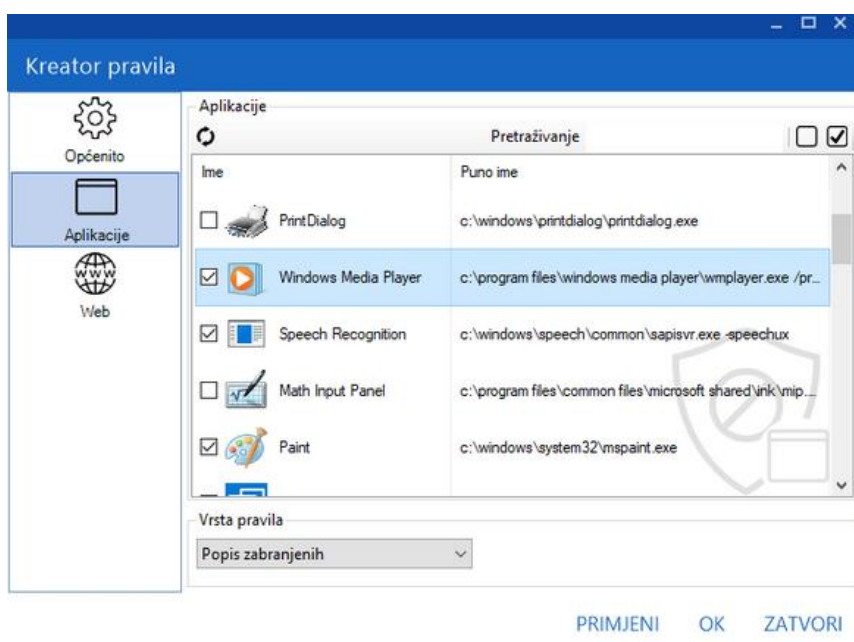 Kreator pravila
Općenito
Aplikacije
www
Web
Aplikacije
Pretraživanje
Ime Puno ime
PrintDialog c:\windows\printdialog\printdialog.exe
Windows Media Player c:\program files\windows media player\wmplayer.exe /pr...
Speech Recognition c:\windows\speech\common\sapisvr.exe -speechux
Math Input Panel c:\program files\common files\microsoft shared\ink\mip...
Paint c:\windows\system32\mspaint.exe
Vrsta pravila
Popis zabranjenih
PRIMJENI OK ZATVORI